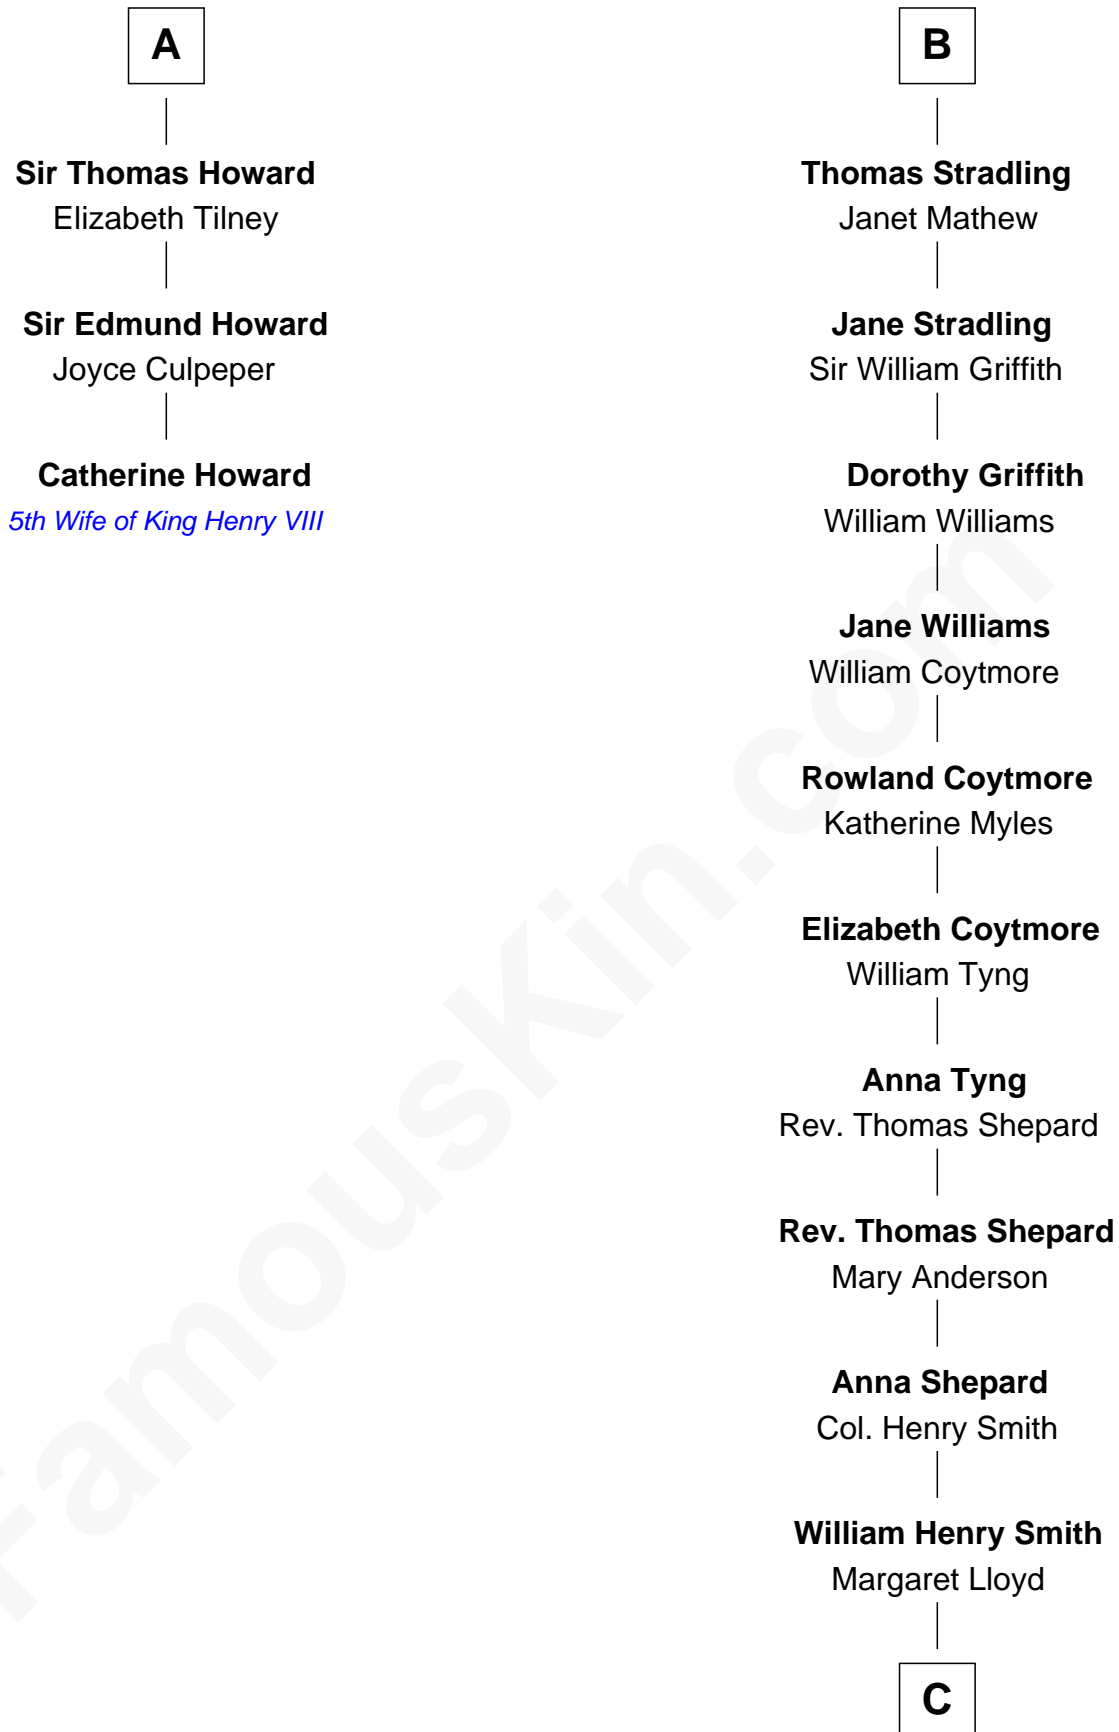 A
Sir Thomas Howard
Elizabeth Tilney
Sir Edmund Howard
Joyce Culpeper
Catherine Howard
5th Wife of King Henry VIII
B
Thomas Stradling
Janet Mathew
Jane Stradling
Sir William Griffith
Dorothy Griffith
William Williams
Jane Williams
William Coytmore
Rowland Coytmore
Katherine Myles
Elizabeth Coytmore
William Tyng
Anna Tyng
Rev. Thomas Shepard
Rev. Thomas Shepard
Mary Anderson
Anna Shepard
Col. Henry Smith
William Henry Smith
Margaret Lloyd
C
FamousKin.com